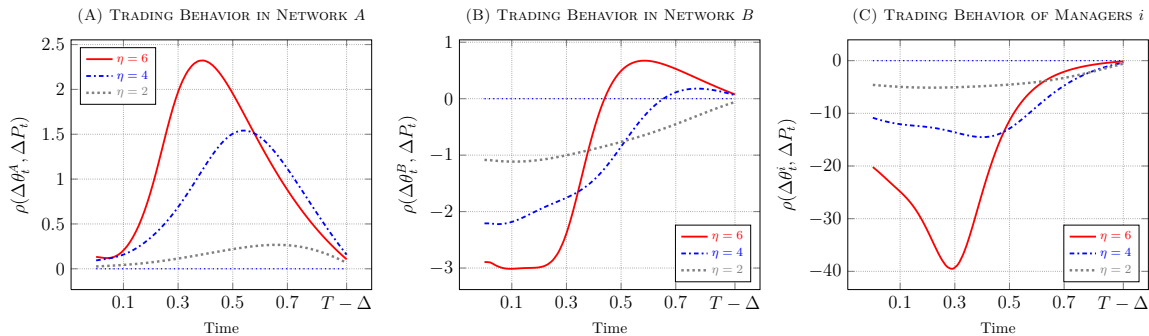 (A) Trading Behavior in Network A
ρ(Δθ_t^A, ΔP_t)
2.5
2
1.5
1
0.5
0
η = 6
η = 4
η = 2
0.1 0.3 0.5 0.7 T − Δ
Time
(B) Trading Behavior in Network B
ρ(Δθ_t^B, ΔP_t)
1
0
−1
−2
−3
η = 6
η = 4
η = 2
0.1 0.3 0.5 0.7 T − Δ
Time
(C) Trading Behavior of Managers i
ρ(Δθ_t^i, ΔP_t)
0
−10
−20
−30
−40
η = 6
η = 4
η = 2
0.1 0.3 0.5 0.7 T − Δ
Time